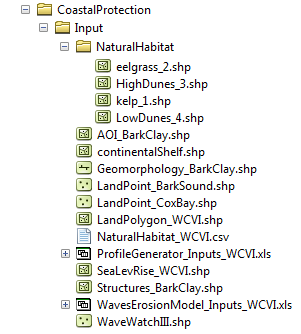 CoastalProtection
Input
NaturalHabitat
eelgrass_2.shp
HighDunes_3.shp
kelp_1.shp
LowDunes_4.shp
AOI_BarkClay.shp
continentalShelf.shp
Geomorphology_BarkClay.shp
LandPoint_BarkSound.shp
LandPoint_CoxBay.shp
LandPolygon_WCVI.shp
NaturalHabitat_WCVI.csv
ProfileGenerator_Inputs_WCVI.xls
SeaLevRise_WCVI.shp
Structures_BarkClay.shp
WavesErosionModel_Inputs_WCVI.xls
WaveWatchIII.shp